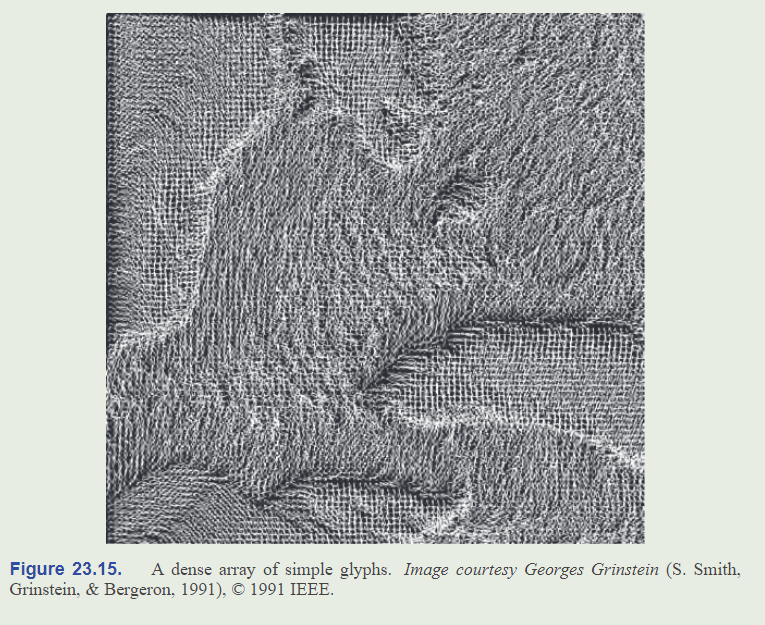 Figure 23.15. A dense array of simple glyphs. Image courtesy Georges Grinstein (S. Smith,
Grinstein, & Bergeron, 1991), © 1991 IEEE.